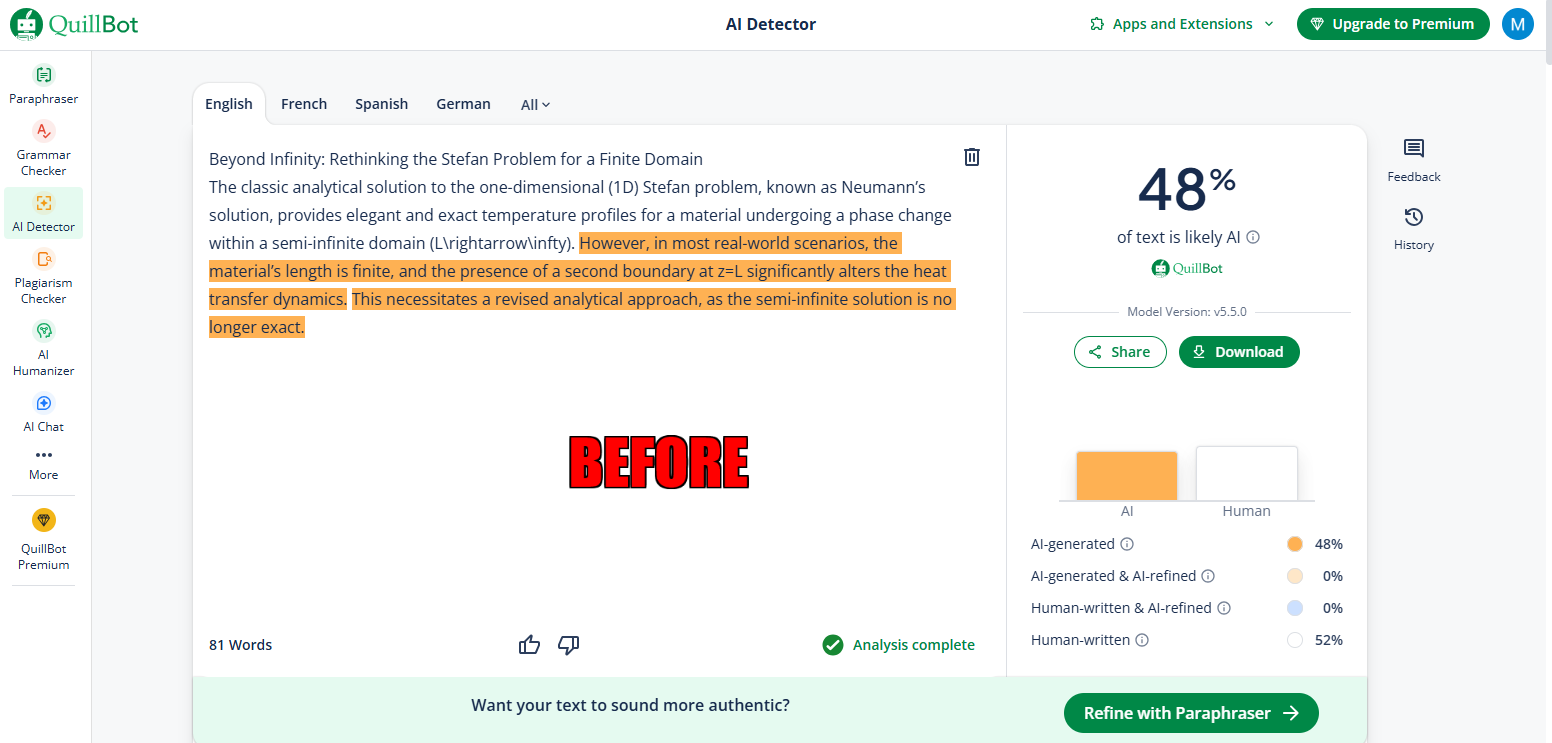 QuillBot
AI Detector
Apps and Extensions
Upgrade to Premium
M
Paraphraser
Grammar
Checker
AI Detector
Plagiarism
Checker
AI
Humanizer
AI Chat
More
QuillBot
Premium
English
French
Spanish
German
All
Beyond Infinity: Rethinking the Stefan Problem for a Finite Domain
The classic analytical solution to the one-dimensional (1D) Stefan problem, known as Neumann’s
solution, provides elegant and exact temperature profiles for a material undergoing a phase change
within a semi-infinite domain (L\rightarrow\infty). However, in most real-world scenarios, the
material’s length is finite, and the presence of a second boundary at z=L significantly alters the heat
transfer dynamics. This necessitates a revised analytical approach, as the semi-infinite solution is no
longer exact.
BEFORE
81 Words
Analysis complete
48%
of text is likely AI
QuillBot
Model Version: v5.5.0
Share
Download
AI
Human
AI-generated 48%
AI-generated & AI-refined 0%
Human-written & AI-refined 0%
Human-written 52%
Feedback
History
Want your text to sound more authentic?
Refine with Paraphraser